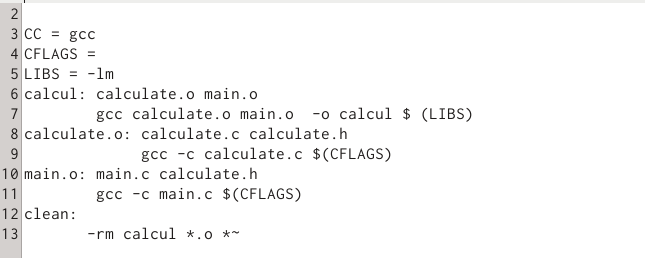 2
3 CC = gcc
4 CFLAGS =
5 LIBS = -lm
6 calcul: calculate.o main.o
7 gcc calculate.o main.o  -o calcul $ (LIBS)
8 calculate.o: calculate.c calculate.h
9 gcc -c calculate.c $(CFLAGS)
10 main.o: main.c calculate.h
11 gcc -c main.c $(CFLAGS)
12 clean:
13 -rm calcul *.o *~